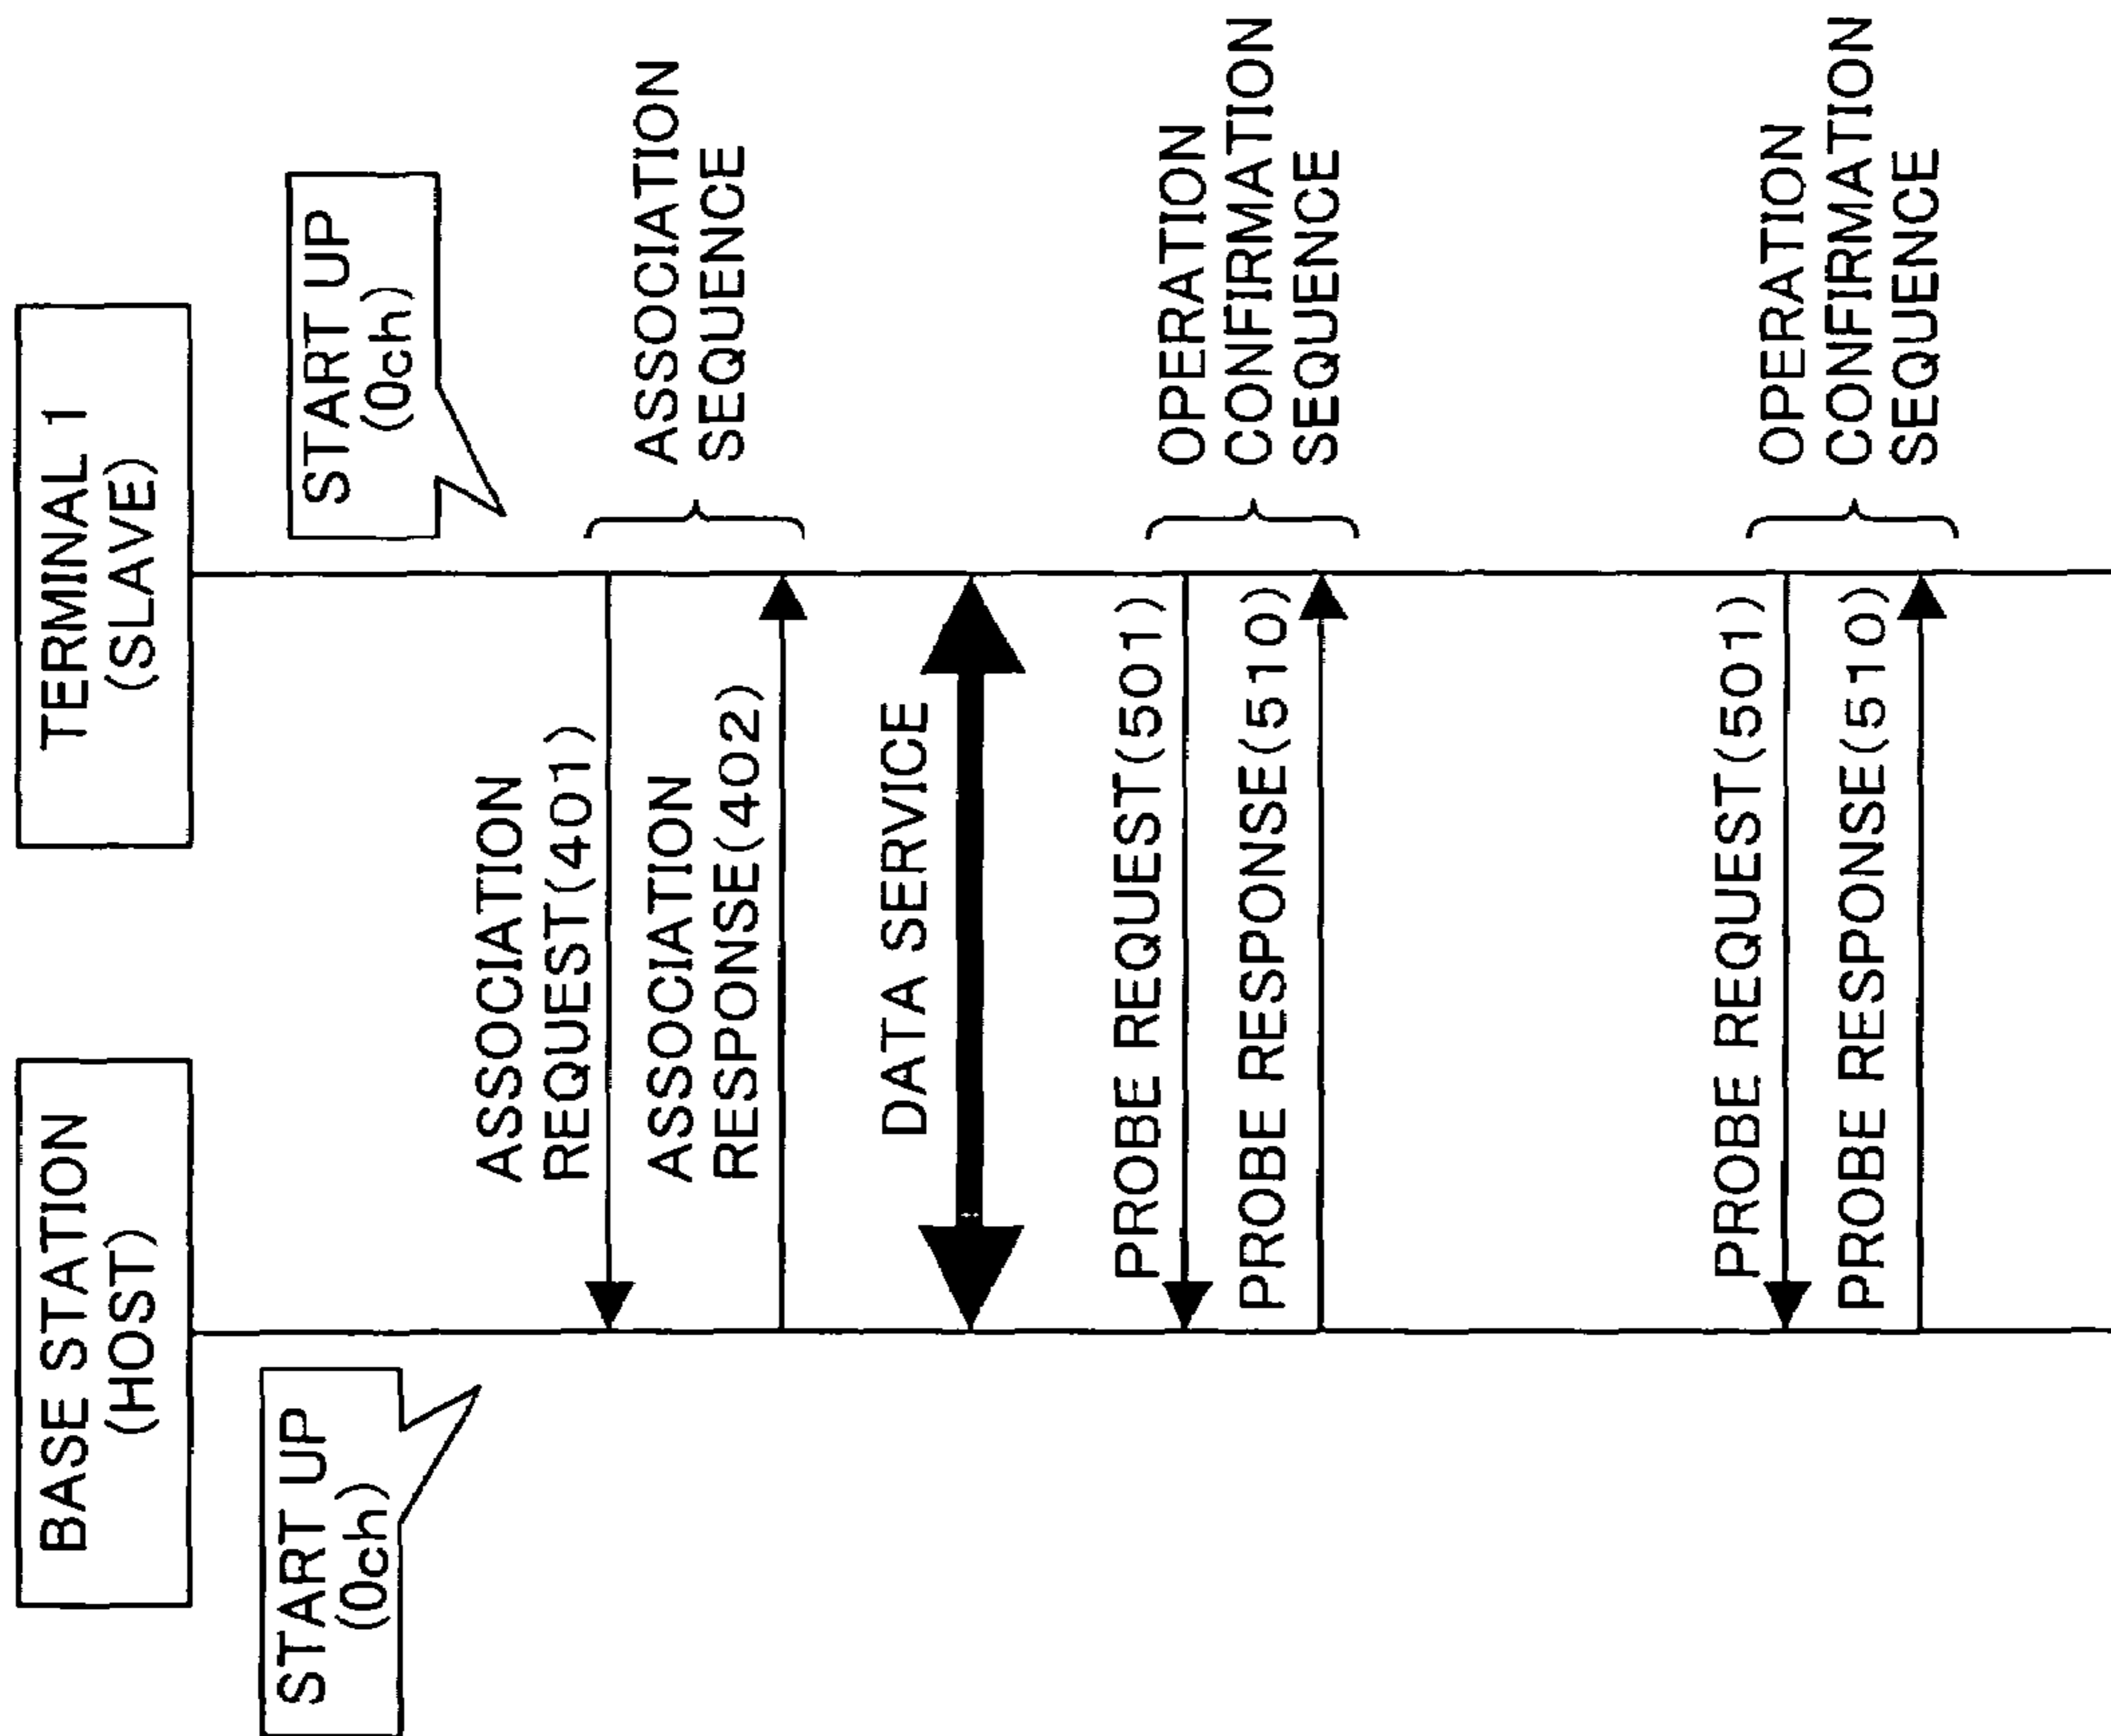 BASE STATION
(HOST)
TERMINAL 1
(SLAVE)
START UP
(0ch)
START UP
(0ch)
ASSOCIATION
REQUEST(401)
ASSOCIATION
RESPONSE(402)
ASSOCIATION
SEQUENCE
DATA SERVICE
PROBE REQUEST(501)
PROBE RESPONSE(510)
OPERATION
CONFIRMATION
SEQUENCE
PROBE REQUEST(501)
PROBE RESPONSE(510)
OPERATION
CONFIRMATION
SEQUENCE